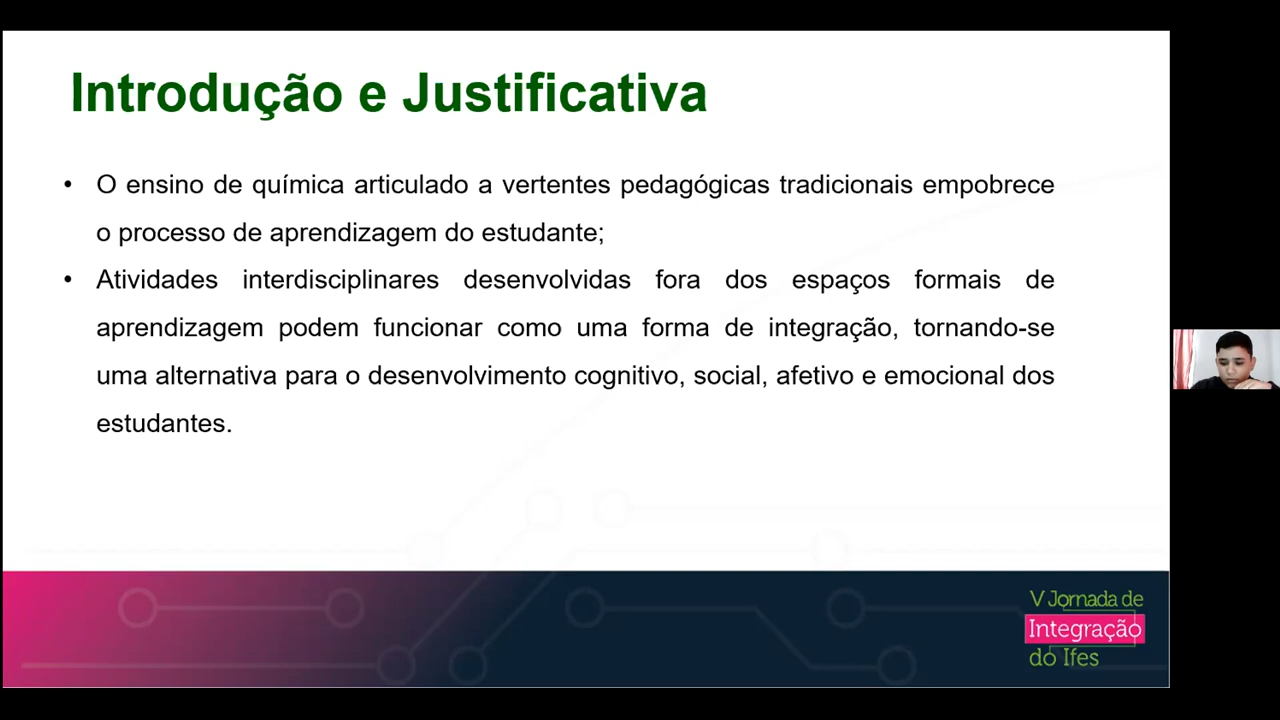 Introdução e Justificativa
• O ensino de química articulado a vertentes pedagógicas tradicionais empobrece
o processo de aprendizagem do estudante;
• Atividades interdisciplinares desenvolvidas fora dos espaços formais de
aprendizagem podem funcionar como uma forma de integração, tornando-se
uma alternativa para o desenvolvimento cognitivo, social, afetivo e emocional dos
estudantes.
V Jornada de
Integração
do Ifes